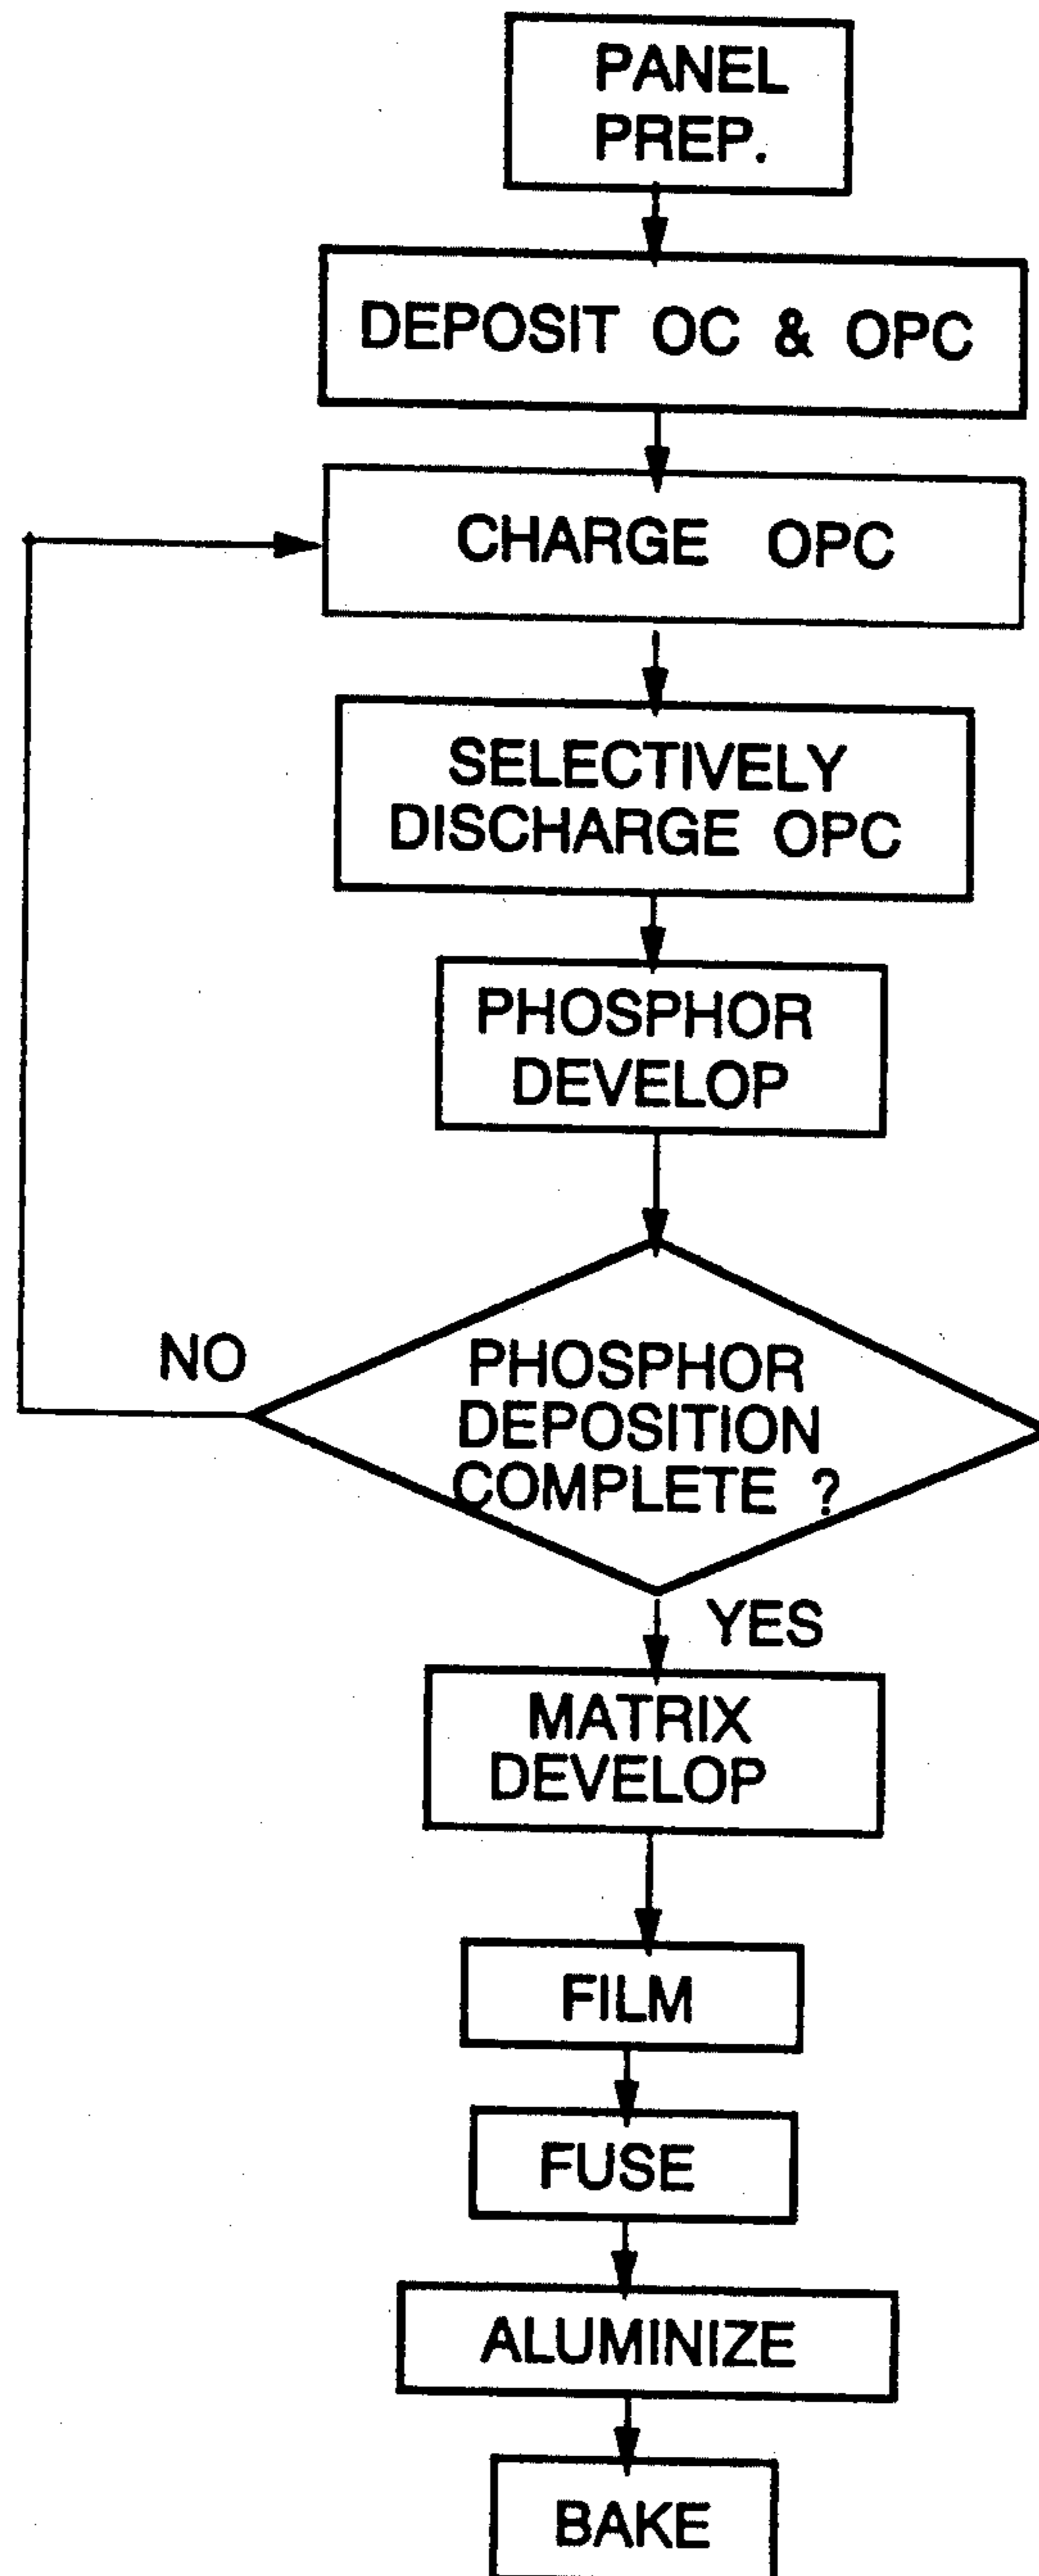 PANEL
PREP.
DEPOSIT OC & OPC
CHARGE OPC
SELECTIVELY
DISCHARGE OPC
PHOSPHOR
DEVELOP
NO
PHOSPHOR
DEPOSITION
COMPLETE ?
YES
MATRIX
DEVELOP
FILM
FUSE
ALUMINIZE
BAKE